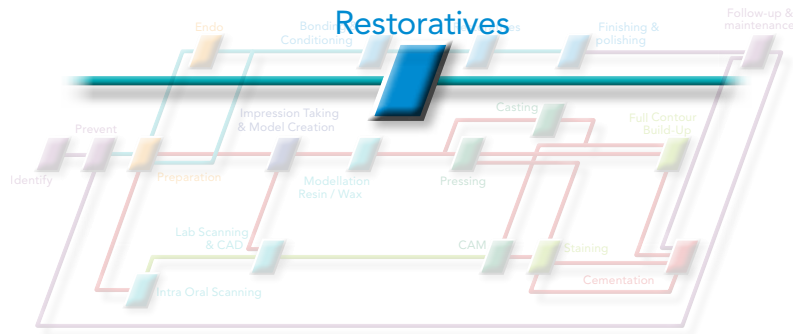 Restoratives
Endo
Bonding
Conditioning
Finishing &
polishing
Follow-up &
maintenance
Casting
Impression Taking
& Model Creation
Full Contour
Build-Up
Prevent
Identify
Preparation
Modellation
Resin / Wax
Pressing
Lab Scanning
& CAD
CAM
Staining
Cementation
Intra Oral Scanning